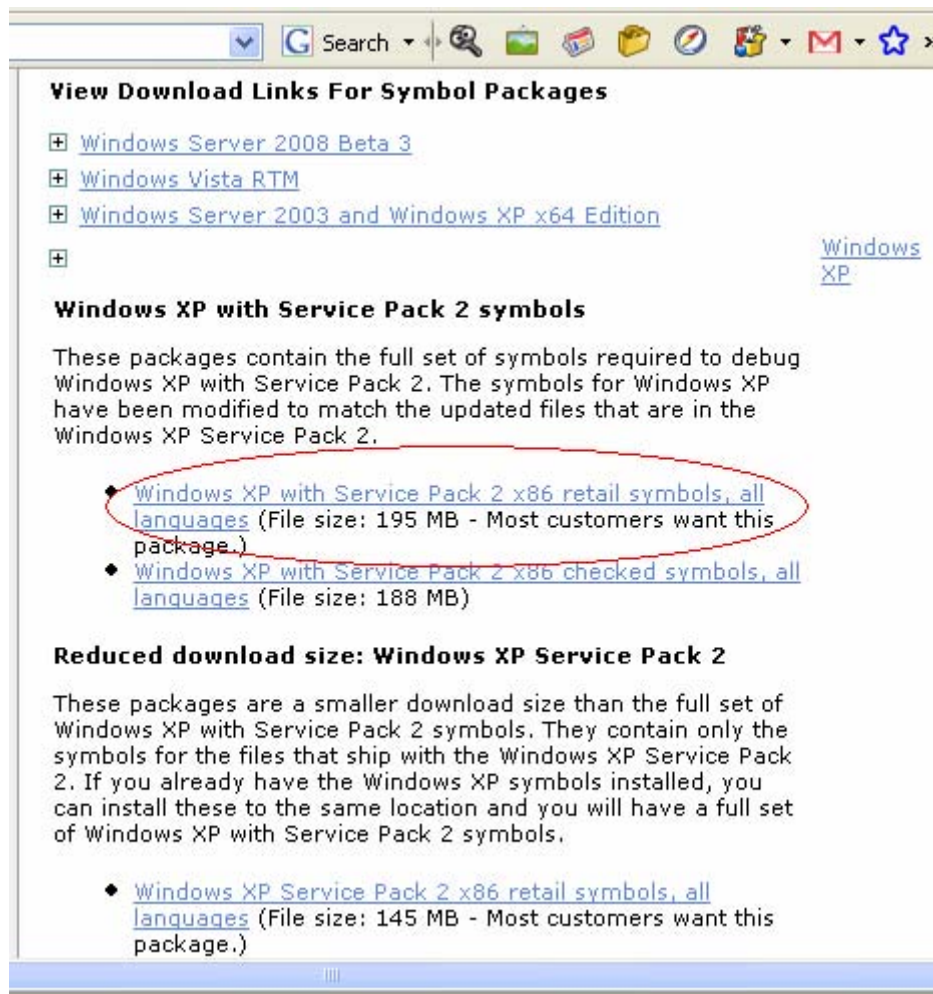 Search
View Download Links For Symbol Packages
Windows Server 2008 Beta 3
Windows Vista RTM
Windows Server 2003 and Windows XP x64 Edition
Windows
XP
Windows XP with Service Pack 2 symbols
These packages contain the full set of symbols required to debug
Windows XP with Service Pack 2. The symbols for Windows XP
have been modified to match the updated files that are in the
Windows XP Service Pack 2.
Windows XP with Service Pack 2 x86 retail symbols, all
languages (File size: 195 MB - Most customers want this
package.)
Windows XP with Service Pack 2 x86 checked symbols, all
languages (File size: 188 MB)
Reduced download size: Windows XP Service Pack 2
These packages are a smaller download size than the full set of
Windows XP with Service Pack 2 symbols. They contain only the
symbols for the files that ship with the Windows XP Service Pack
2. If you already have the Windows XP symbols installed, you
can install these to the same location and you will have a full set
of Windows XP with Service Pack 2 symbols.
Windows XP Service Pack 2 x86 retail symbols, all
languages (File size: 145 MB - Most customers want this
package.)